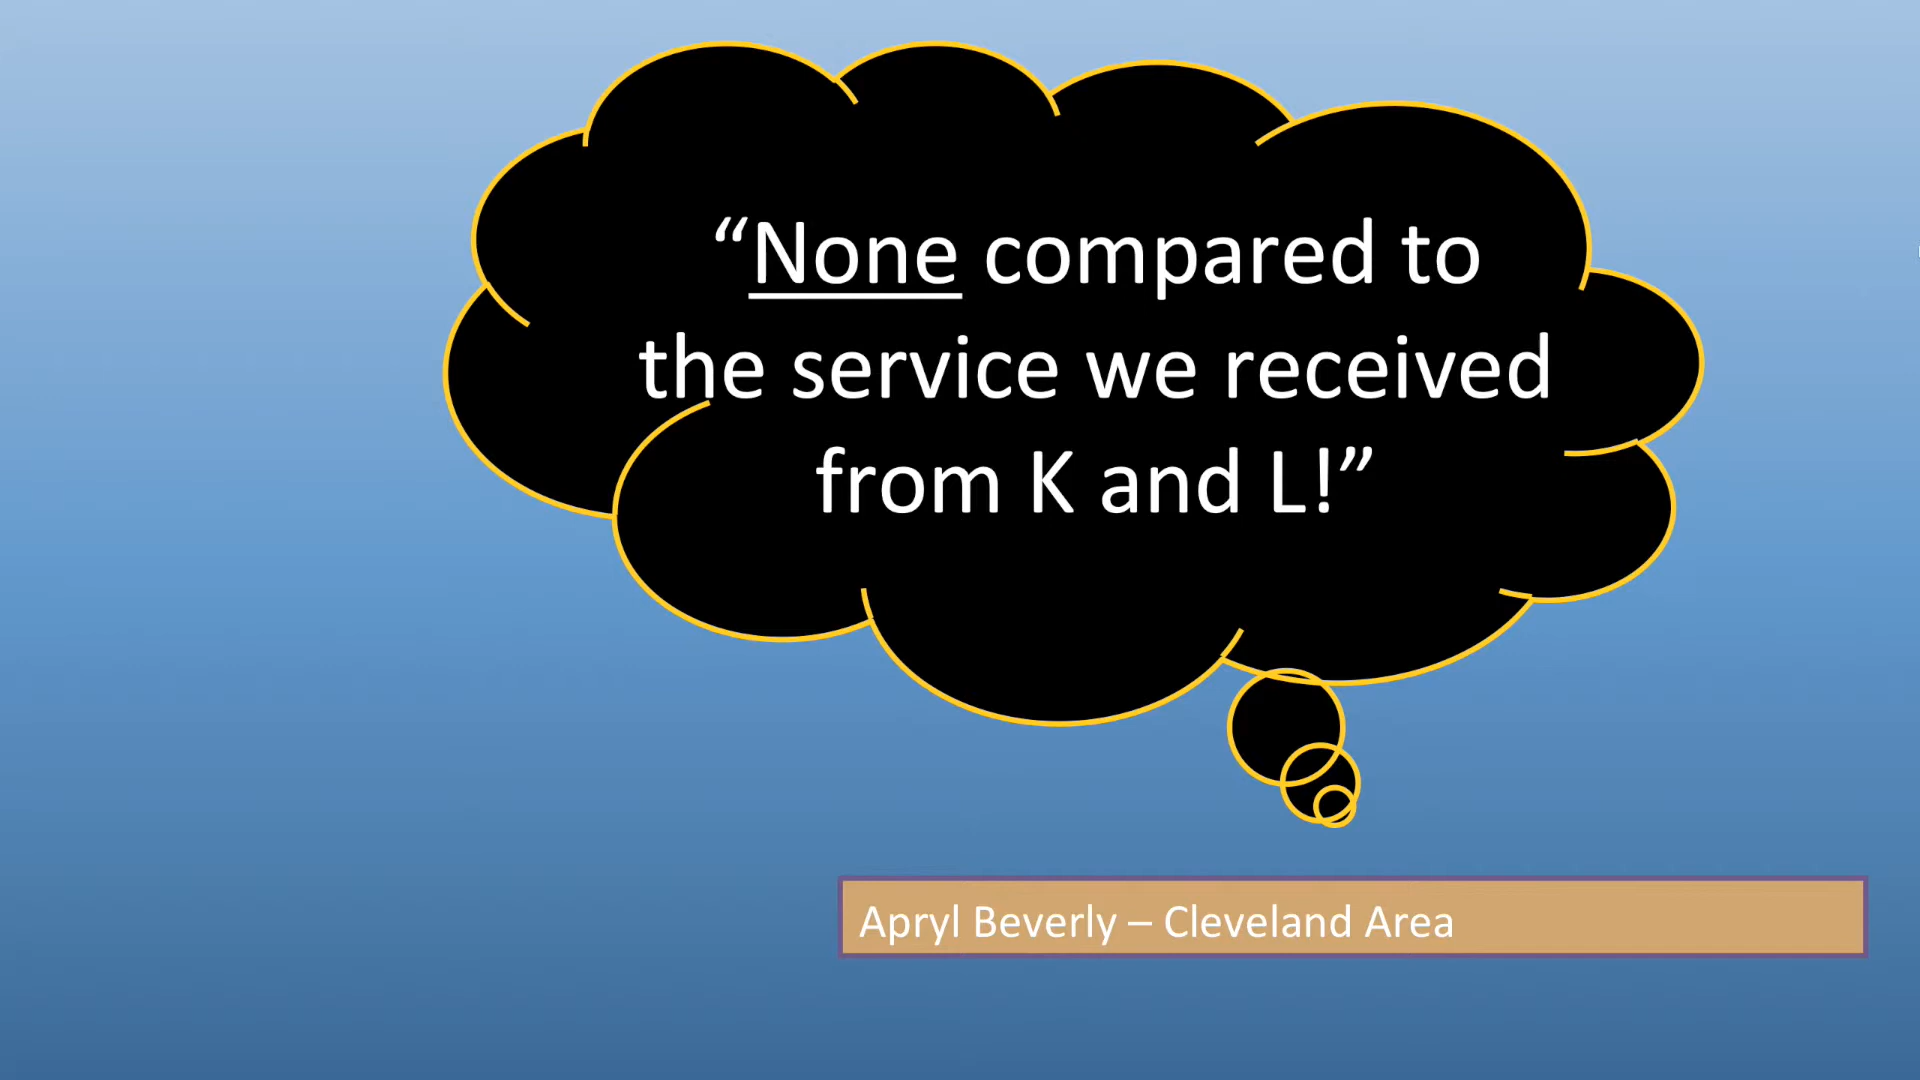 “None compared to
the service we received
from K and L!”
Apryl Beverly – Cleveland Area